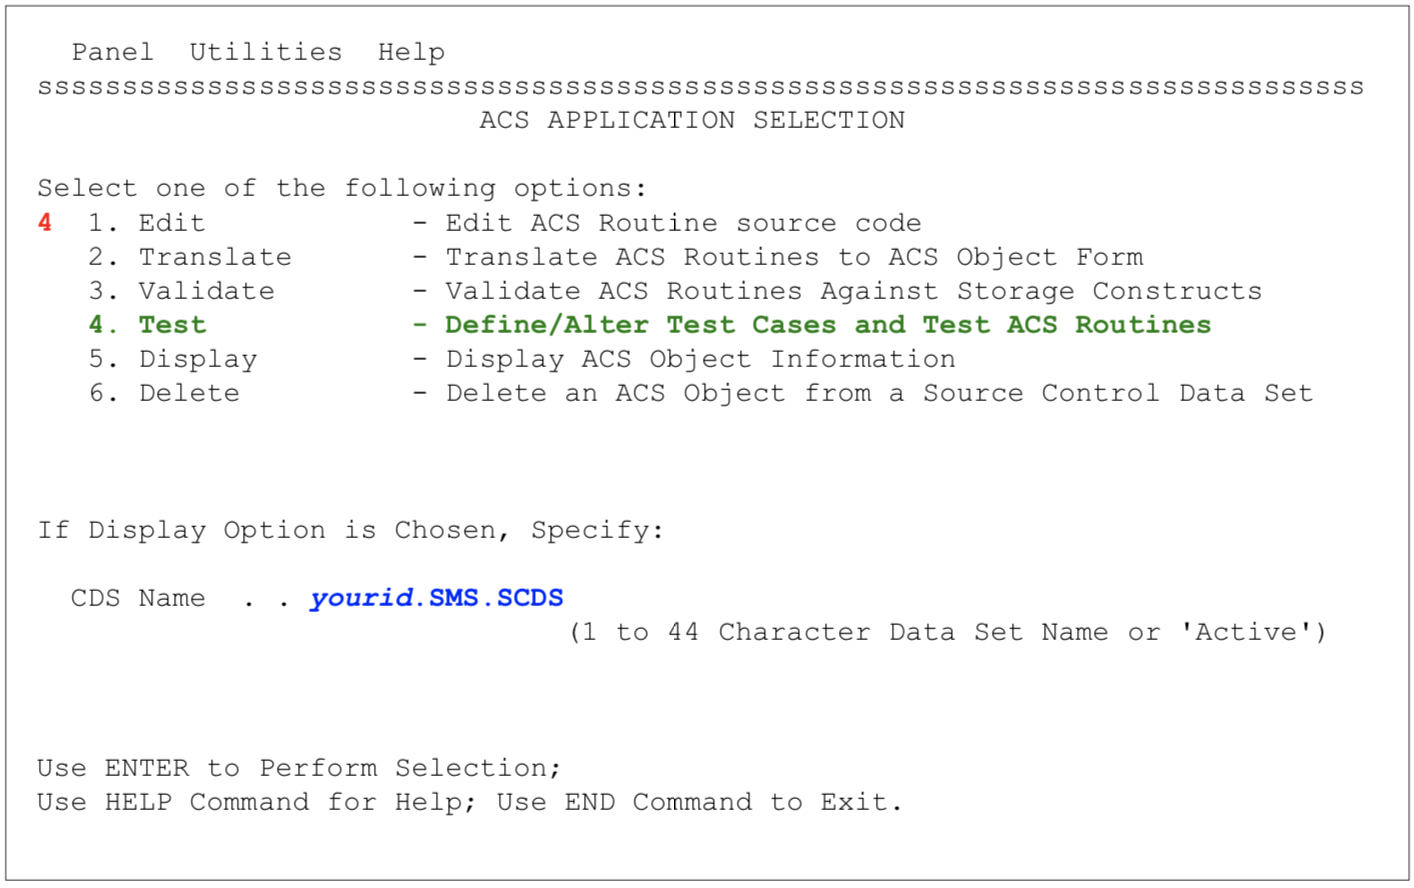 Panel  Utilities  Help
ssssssssssssssssssssssssssssssssssssssssssssssssssssssssssssssssssssssssssssss
ACS APPLICATION SELECTION
Select one of the following options:
4  1. Edit            - Edit ACS Routine source code
2. Translate       - Translate ACS Routines to ACS Object Form
3. Validate        - Validate ACS Routines Against Storage Constructs
4. Test            - Define/Alter Test Cases and Test ACS Routines
5. Display         - Display ACS Object Information
6. Delete          - Delete an ACS Object from a Source Control Data Set
If Display Option is Chosen, Specify:
CDS Name  . . yourid.SMS.SCDS
(1 to 44 Character Data Set Name or 'Active')
Use ENTER to Perform Selection;
Use HELP Command for Help; Use END Command to Exit.